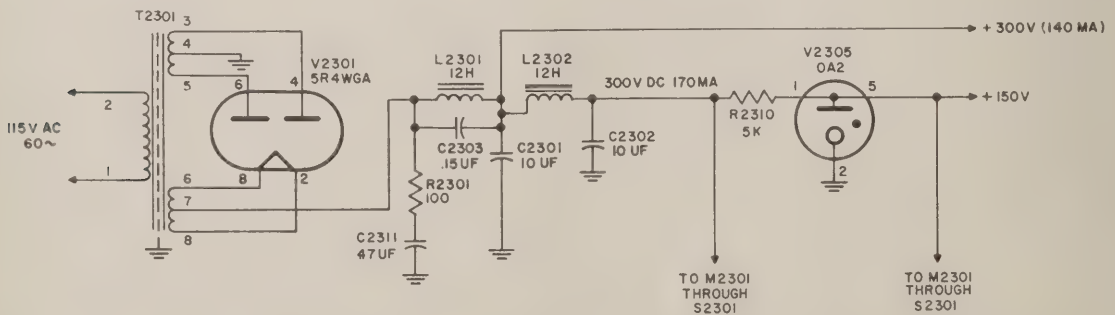 T2301
3
4
5
2
1
115V AC
60~
6
7
8
V2301
5R4WGA
6
4
8
2
L2301
12H
C2303
.15UF
R2301
100
C2311
.47UF
C2301
10 UF
L2302
12H
C2302
10 UF
300V DC 170MA
R2310
5K
V2305
OA2
1
5
2
+ 300V (140 MA)
+150V
TO M2301
THROUGH
S2301
TO M2301
THROUGH
S2301